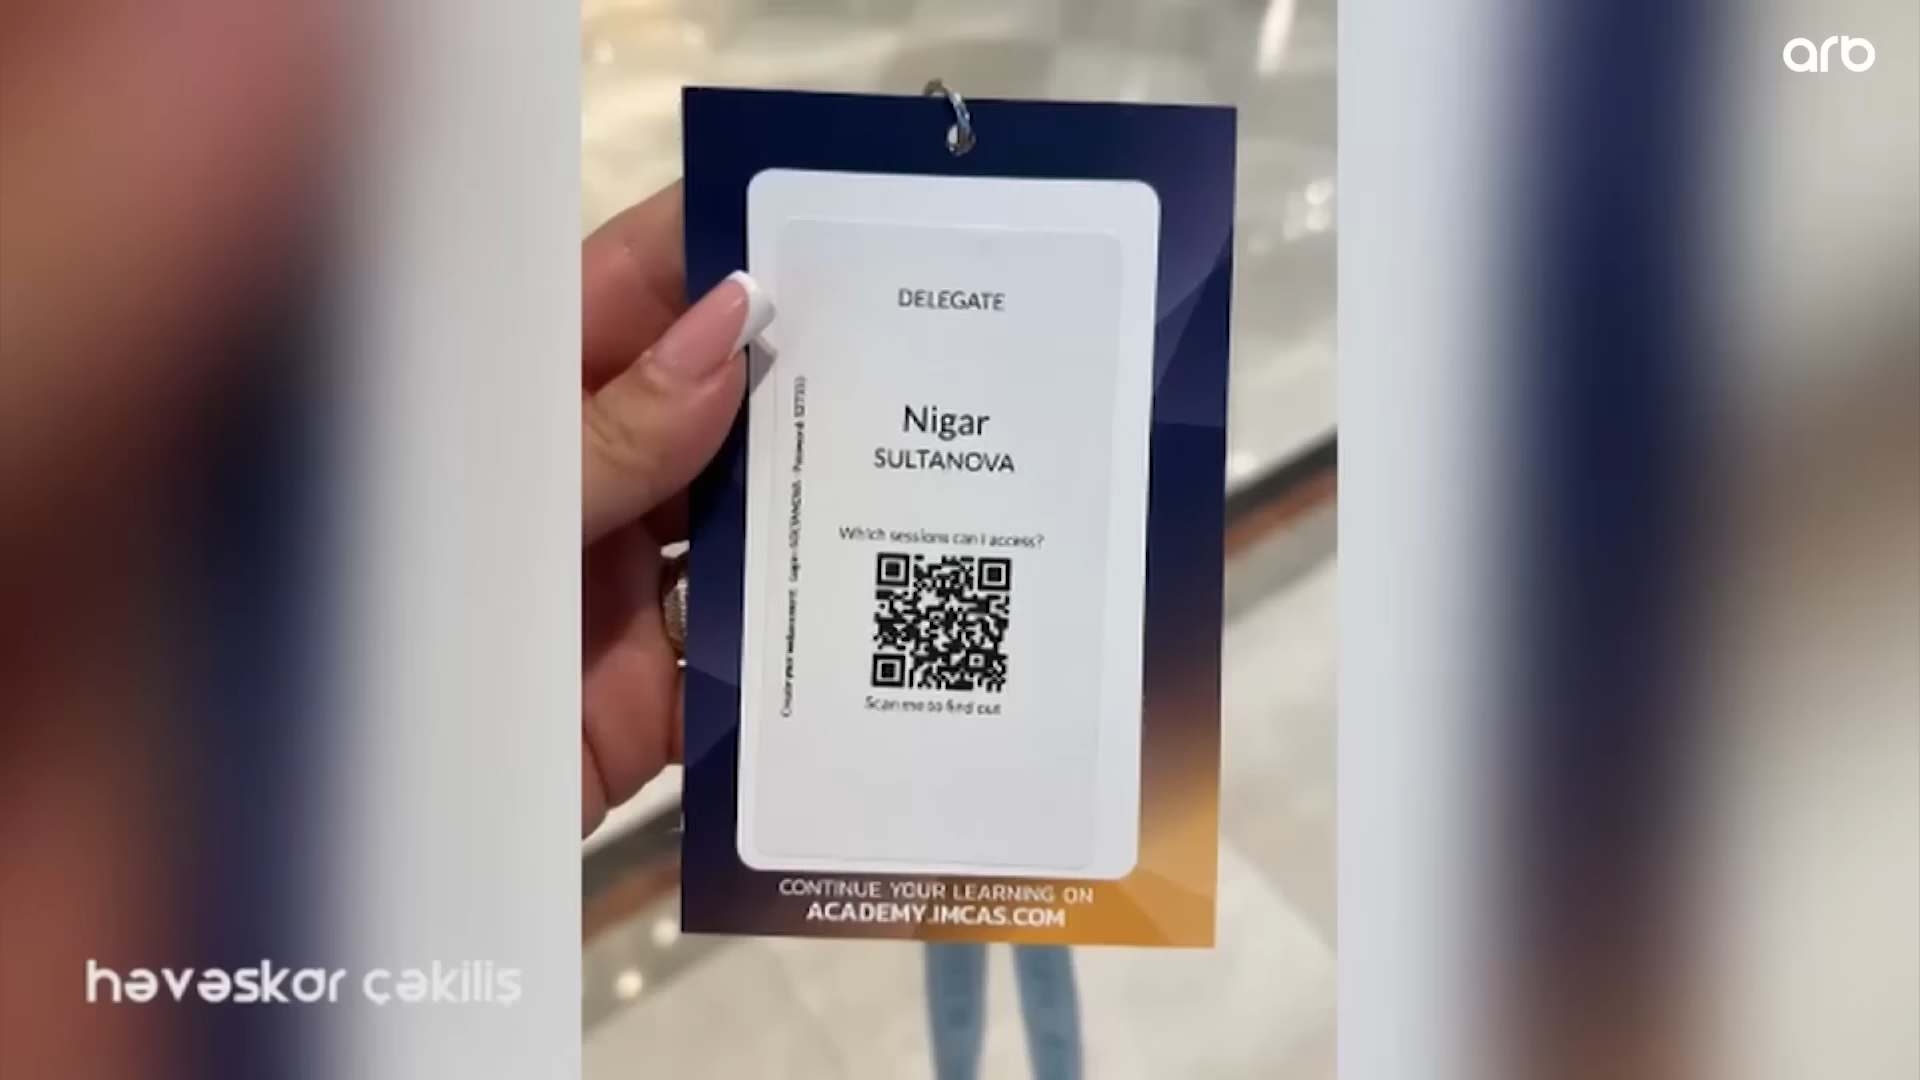 arb
DELEGATE
Nigar
SULTANOVA
Which sessions can I access?
Scan me to find out
CONTINUE YOUR LEARNING ON
ACADEMY.IMCAS.COM
həvəskar çəkiliş